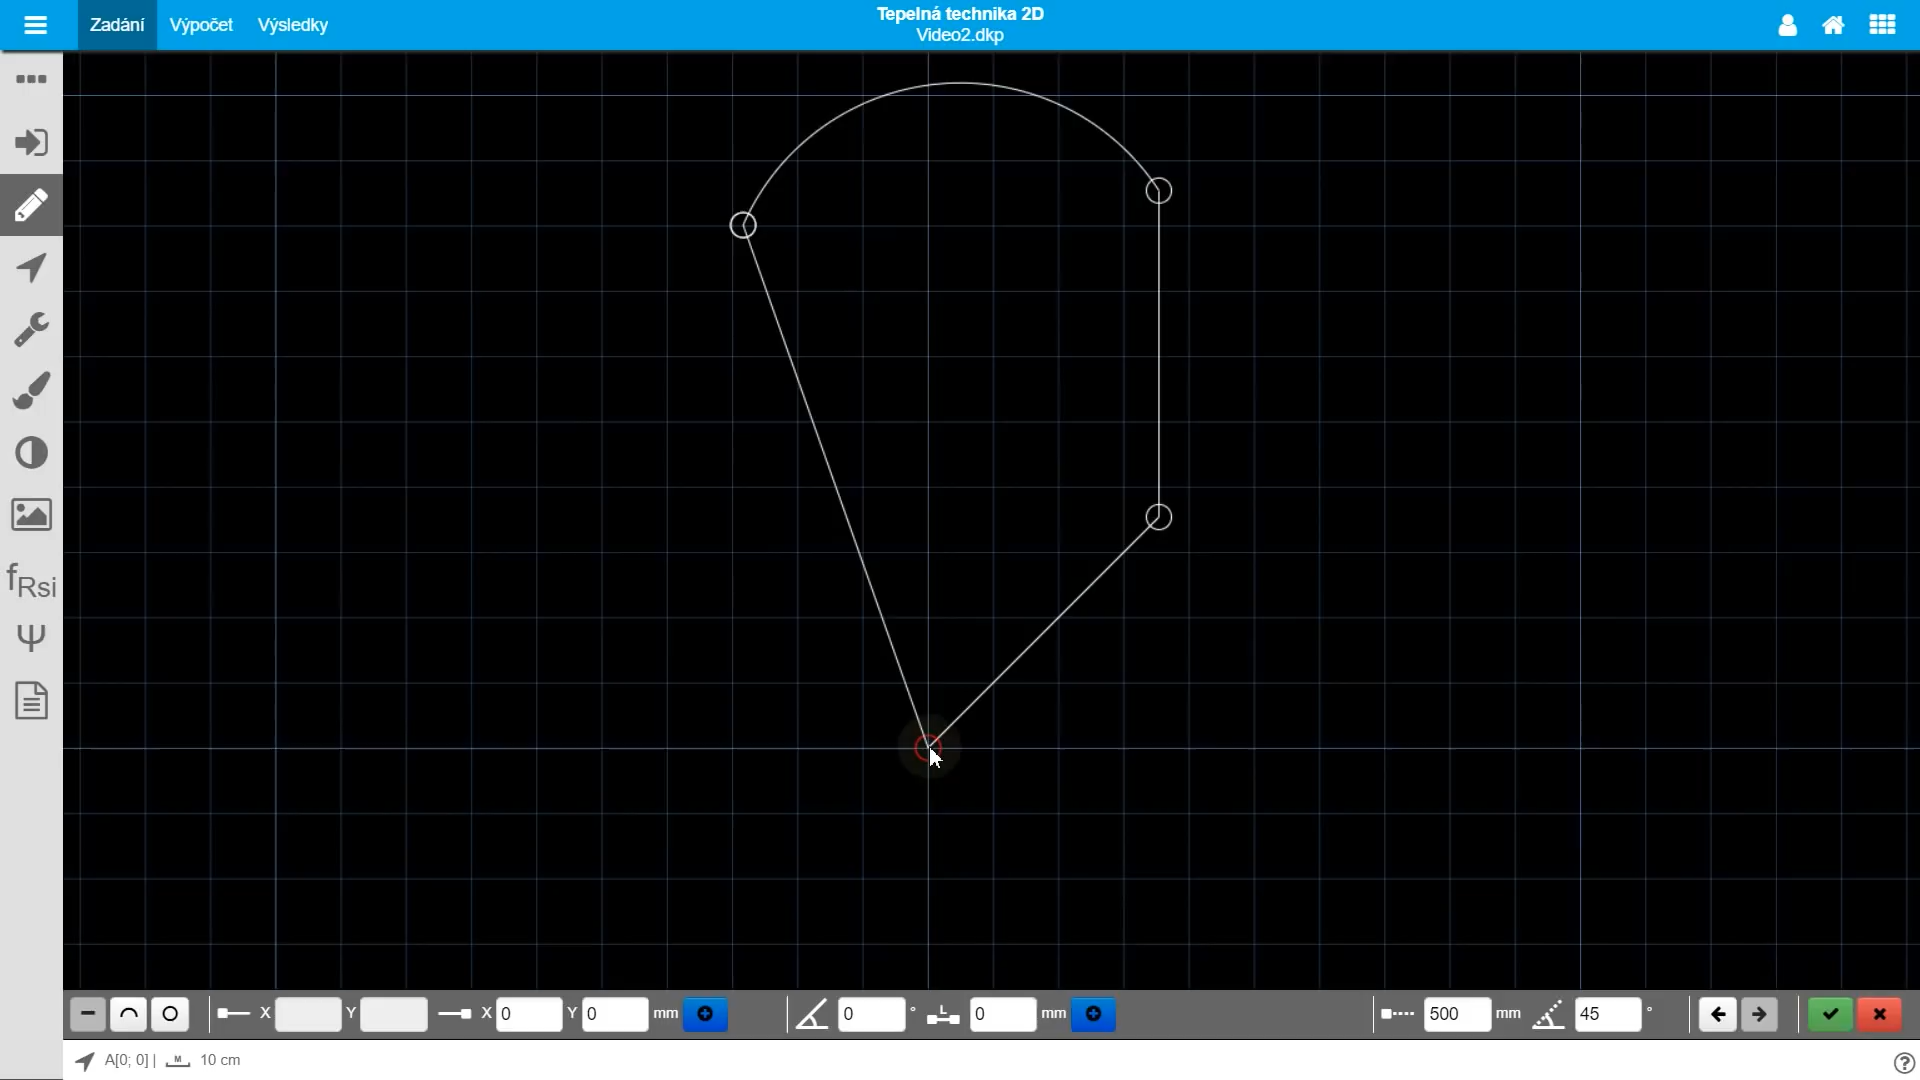 Zadání
Výpočet
Výsledky
Tepelná technika 2D
Video2.dkp
fRsi
Ψ
X
Y
X 0
Y 0
mm
0 °
L 0
mm
500 mm
45 °
A[0; 0] |
M 10 cm
?